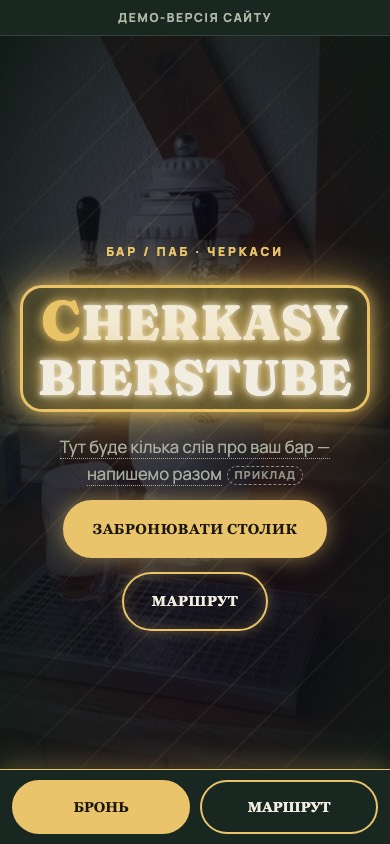 ДЕМО-ВЕРСІЯ САЙТУ
БАР / ПАБ · ЧЕРКАСИ
CHERKASY
BIERSTUBE
Тут буде кілька слів про ваш бар —
напишемо разом ПРИКЛАД
ЗАБРОНЮВАТИ СТОЛИК
МАРШРУТ
БРОНЬ МАРШРУТ